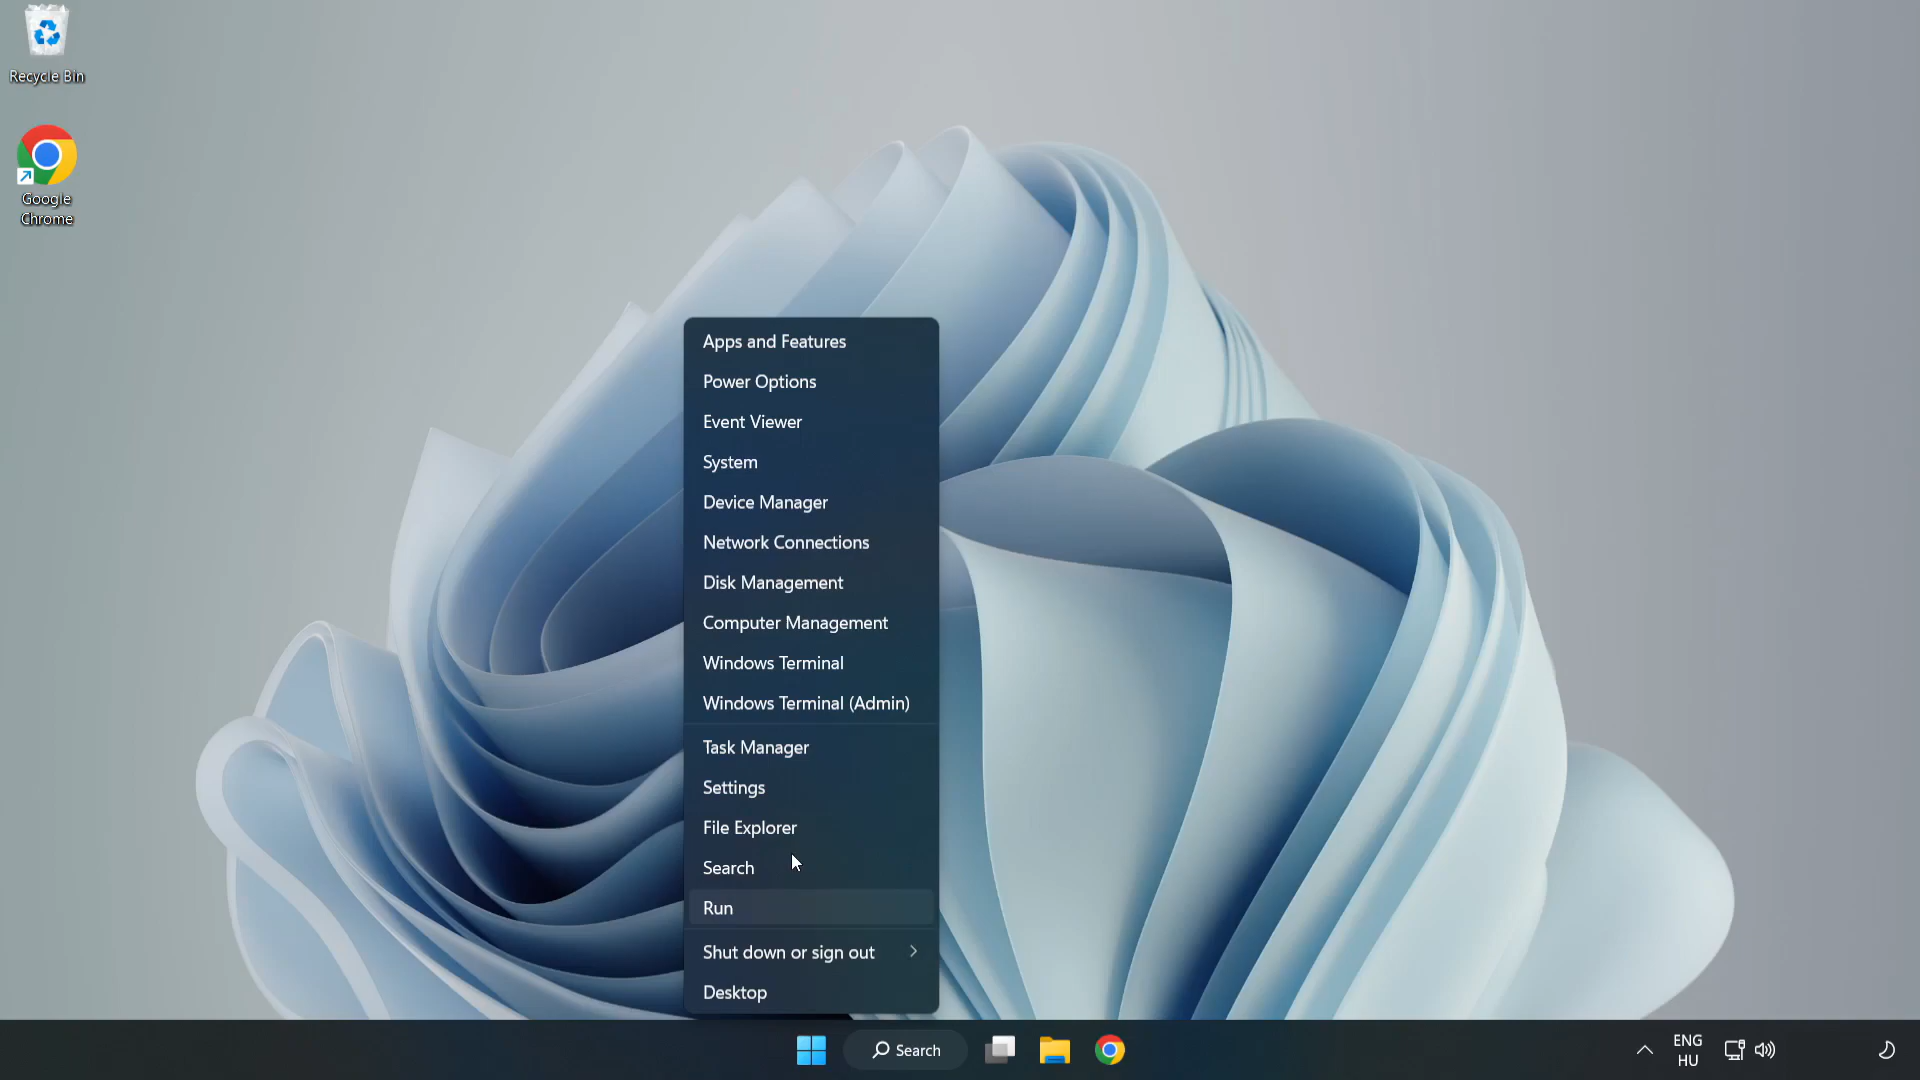 Recycle Bin
Google
Chrome
Apps and Features
Power Options
Event Viewer
System
Device Manager
Network Connections
Disk Management
Computer Management
Windows Terminal
Windows Terminal (Admin)
Task Manager
Settings
File Explorer
Search
Run
Shut down or sign out
Desktop
Search
ENG
HU